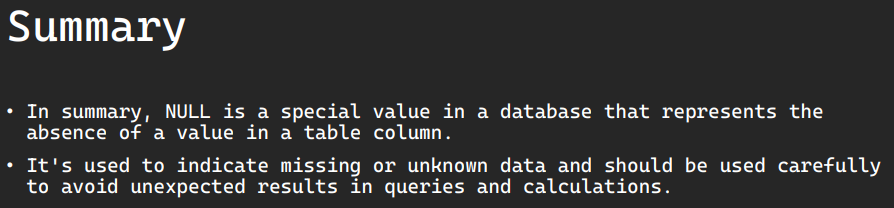 Summary
• In summary, NULL is a special value in a database that represents the
absence of a value in a table column.
• It's used to indicate missing or unknown data and should be used carefully
to avoid unexpected results in queries and calculations.